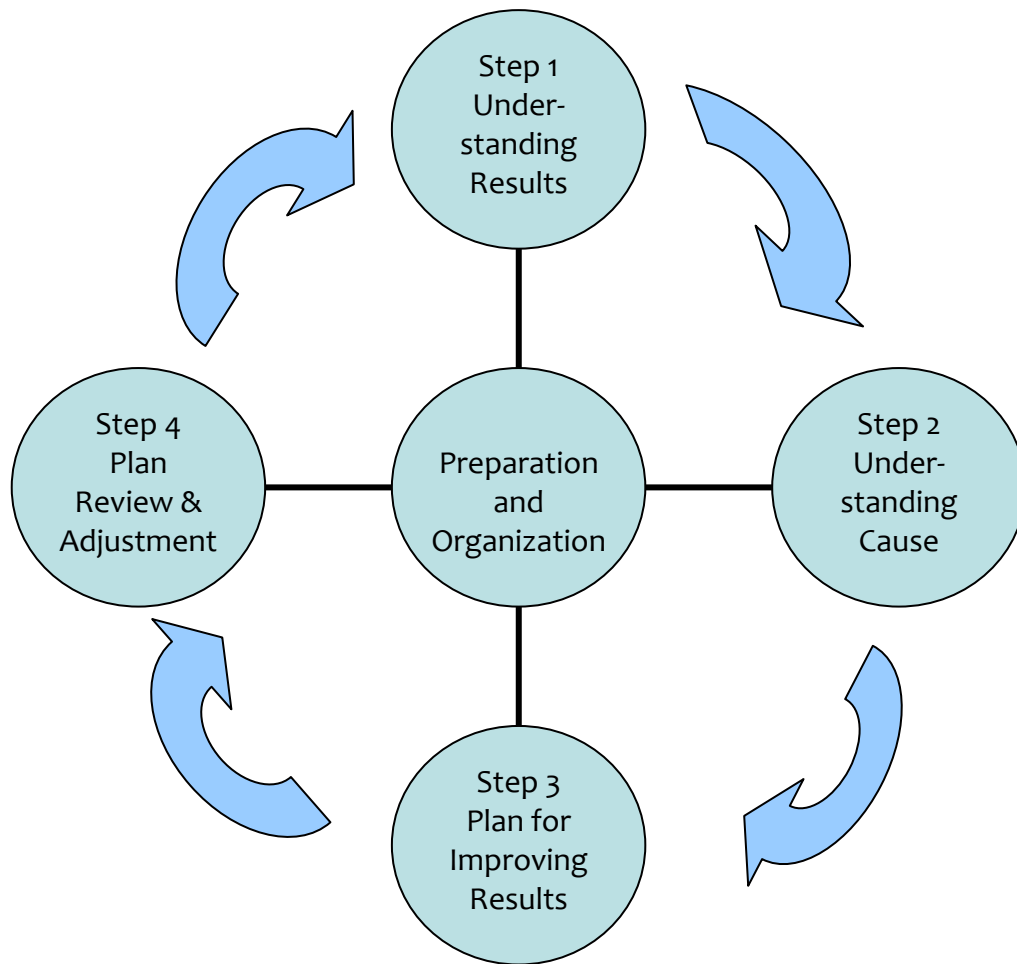 Step 1
Under-
standing
Results
Step 4
Plan
Review &
Adjustment
Preparation
and
Organization
Step 2
Under-
standing
Cause
Step 3
Plan for
Improving
Results